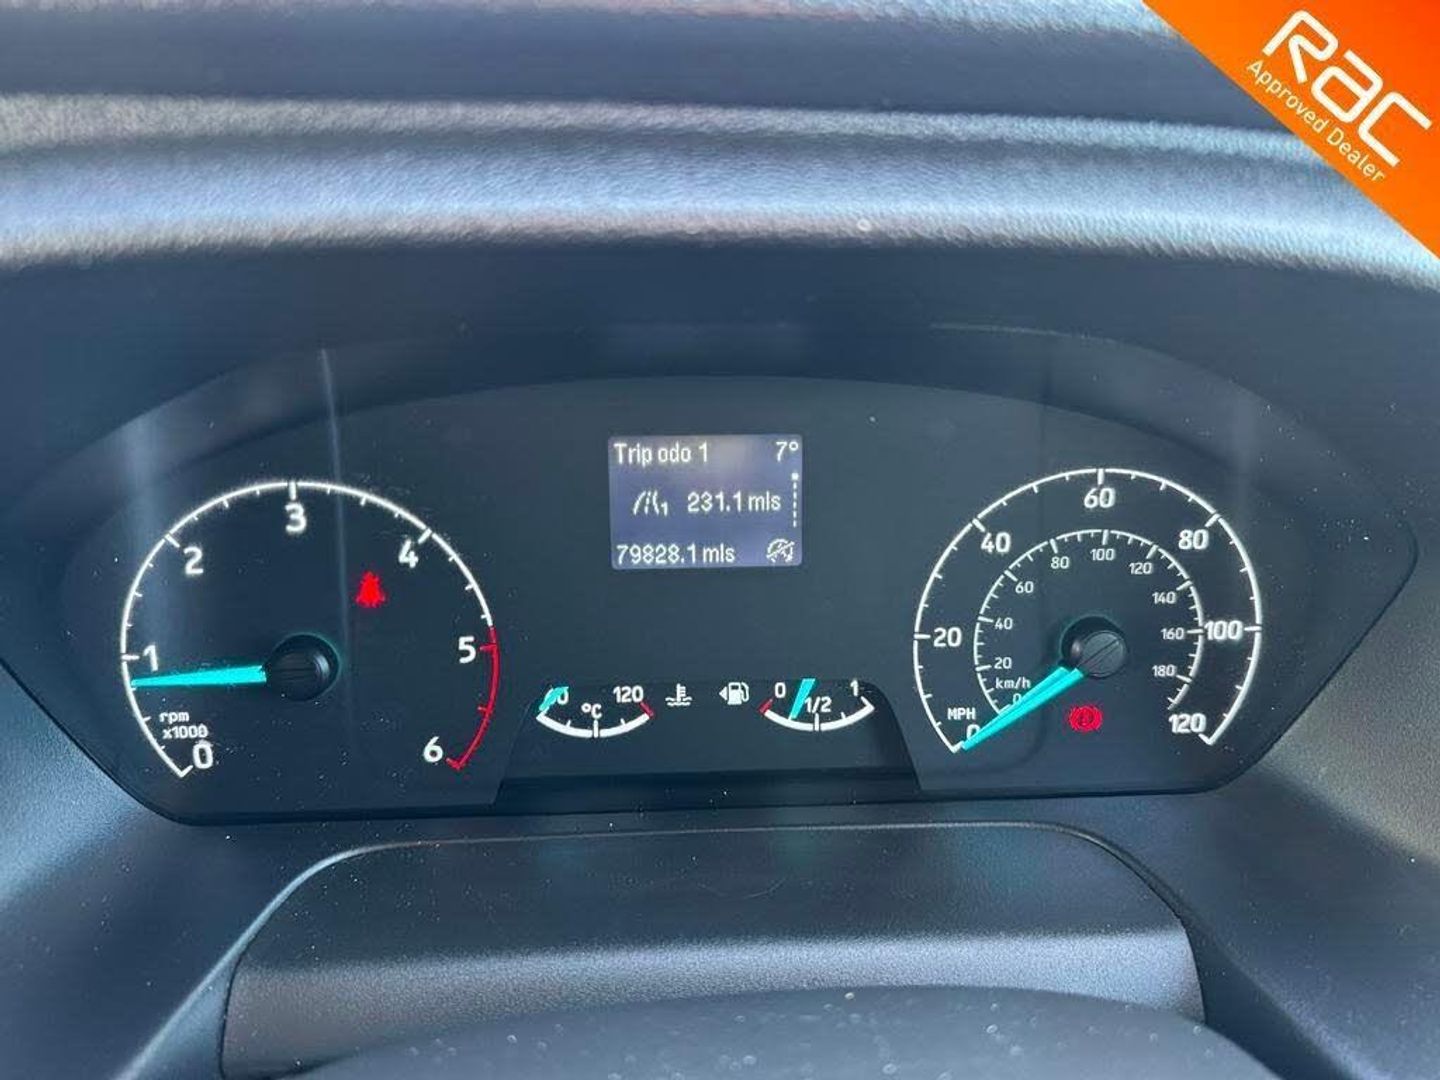 rac
Approved Dealer
Trip odo 1 7°
1 231.1 mls
79828.1 mls
0 1 2 3 4 5 6
rpm
x1000
120
°C
0 1/2 1
0 20 40 60 80 100 120
MPH
0 20 40 60 80 100 120 140 160 180
km/h